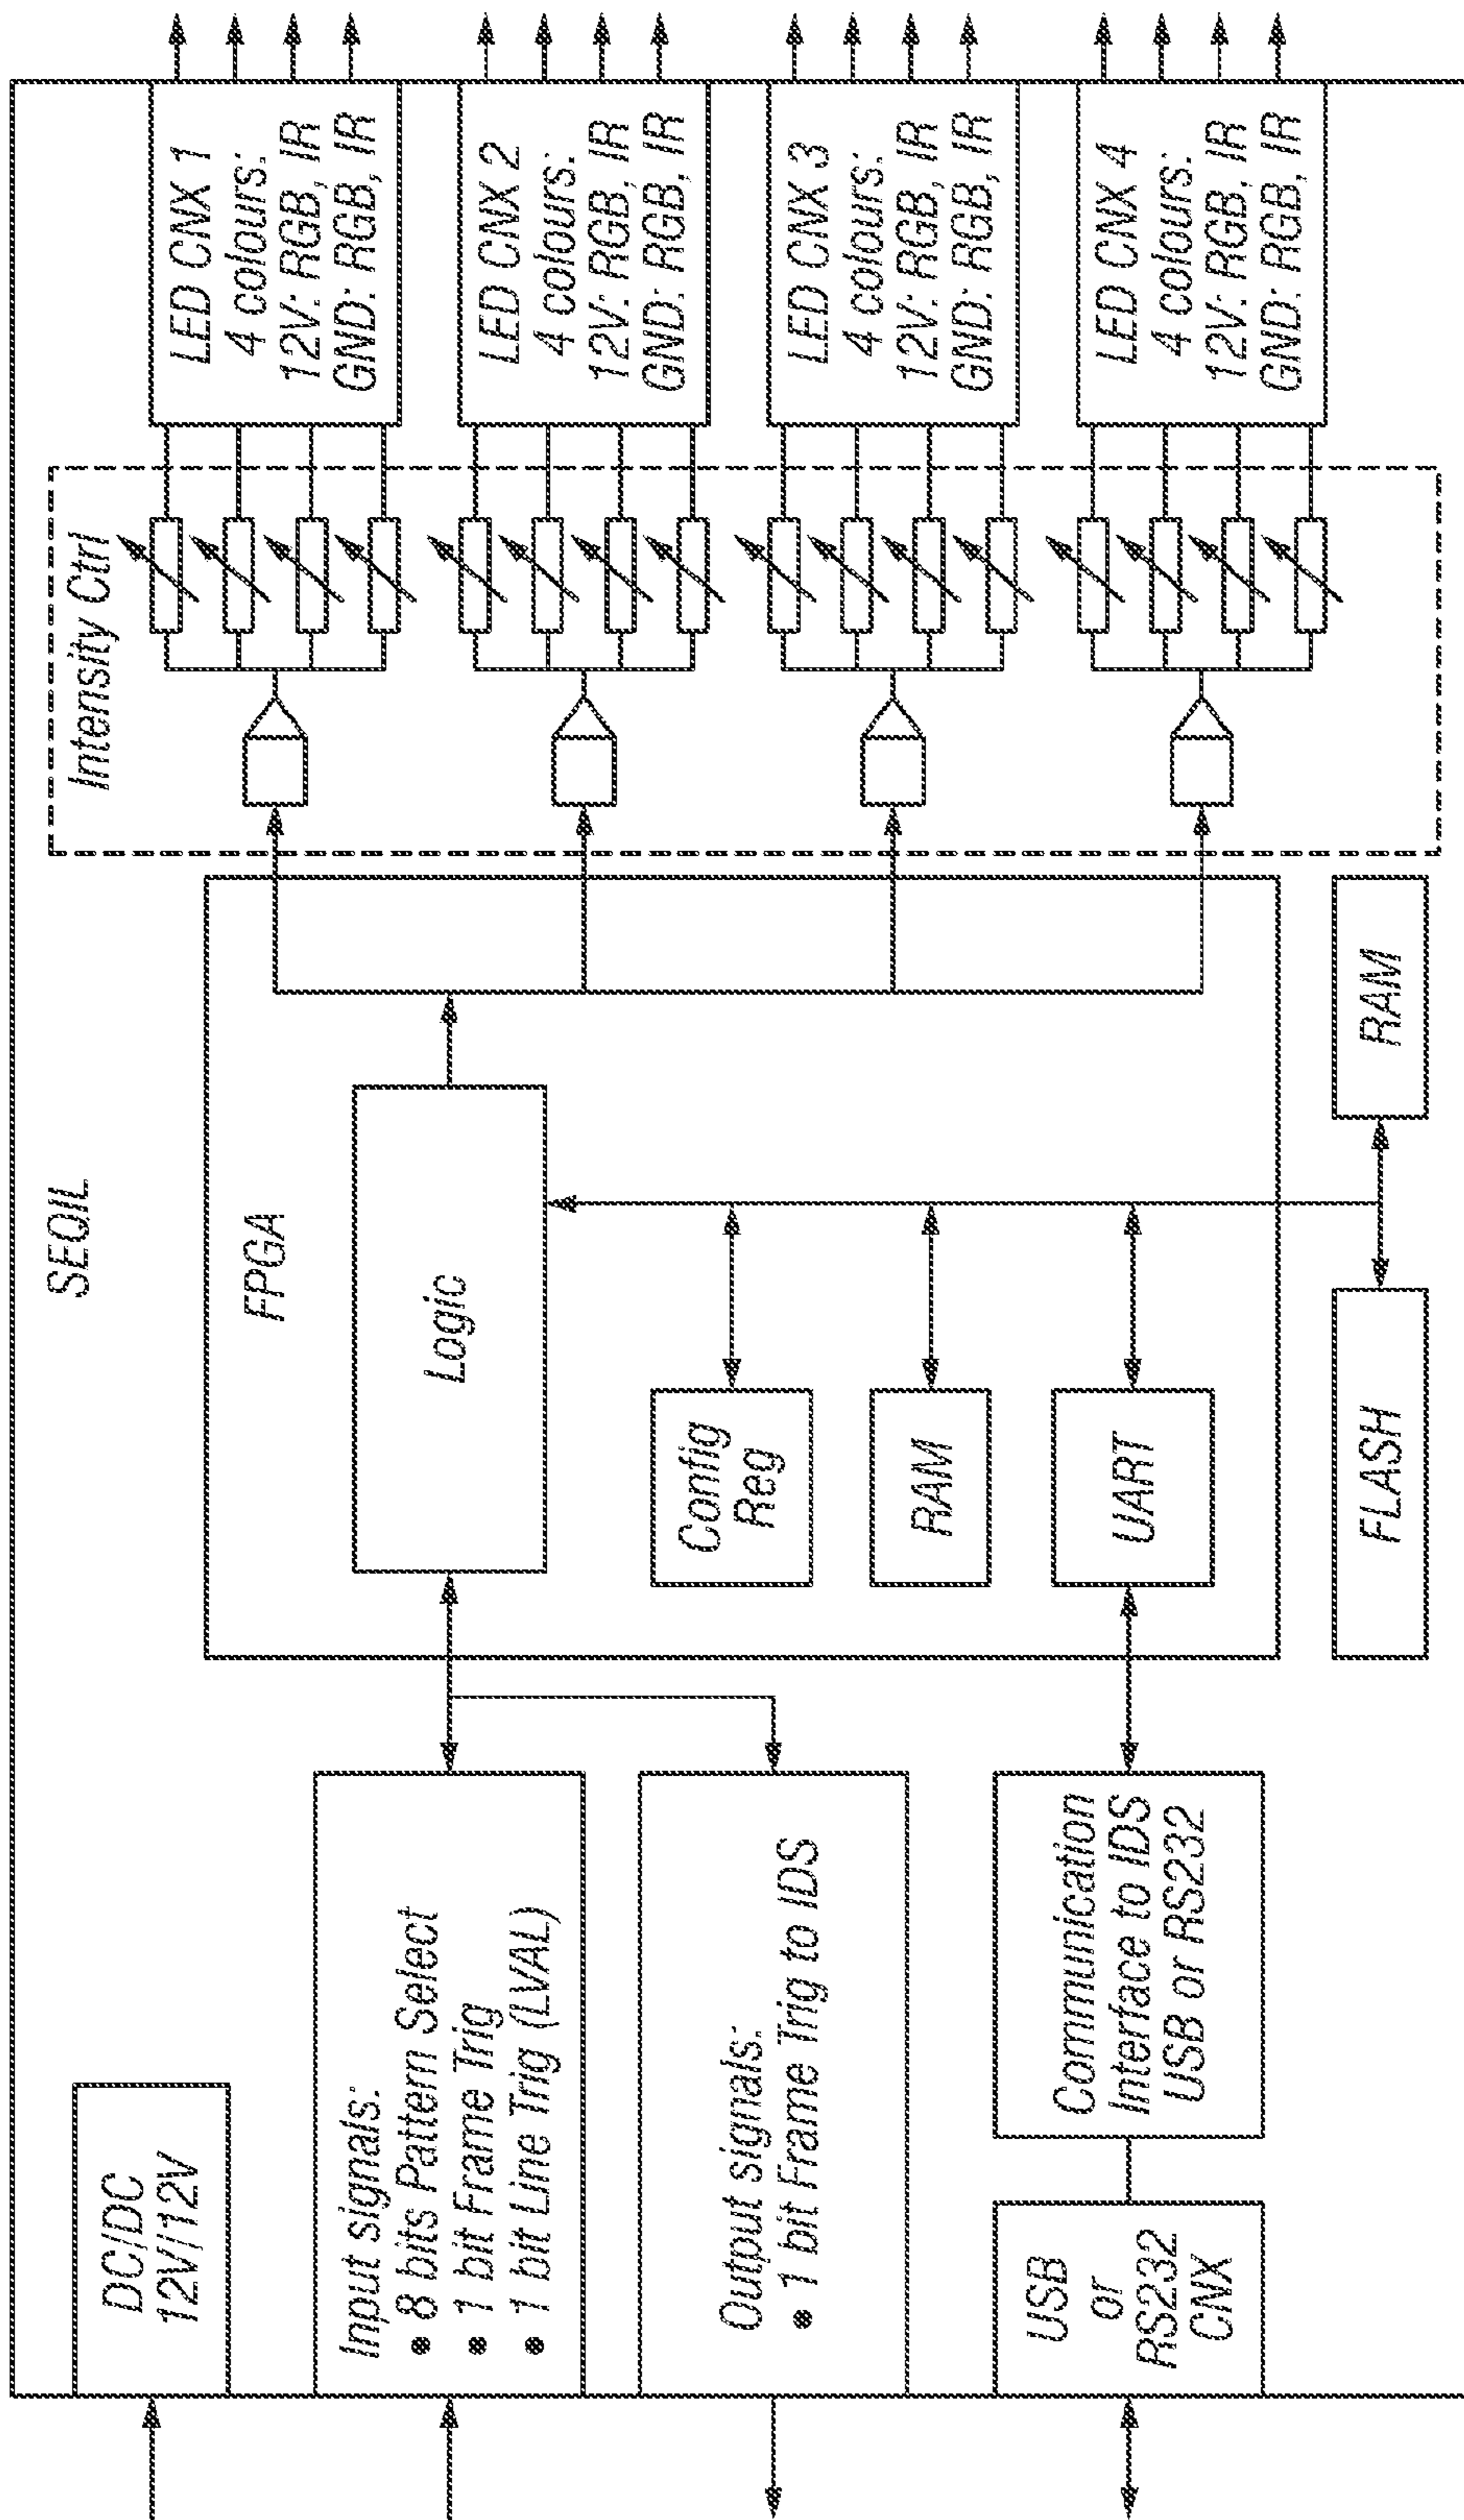 SEQIL
DC/DC
12V/12V
Input signals:
• 8 bits Pattern Select
• 1 bit Frame Trig
• 1 bit Line Trig (LVAL)
Output signals:
• 1 bit Frame Trig to IDS
USB
or
RS232
CNX
Communication
Interface to IDS
USB or RS232
FPGA
Logic
Config
Reg
RAM
UART
FLASH
RAM
Intensity Ctrl
LED CNX 1
4 colours:
12V: RGB, IR
GND: RGB, IR
LED CNX 2
4 colours:
12V: RGB, IR
GND: RGB, IR
LED CNX 3
4 colours:
12V: RGB, IR
GND: RGB, IR
LED CNX 4
4 colours:
12V: RGB, IR
GND: RGB, IR